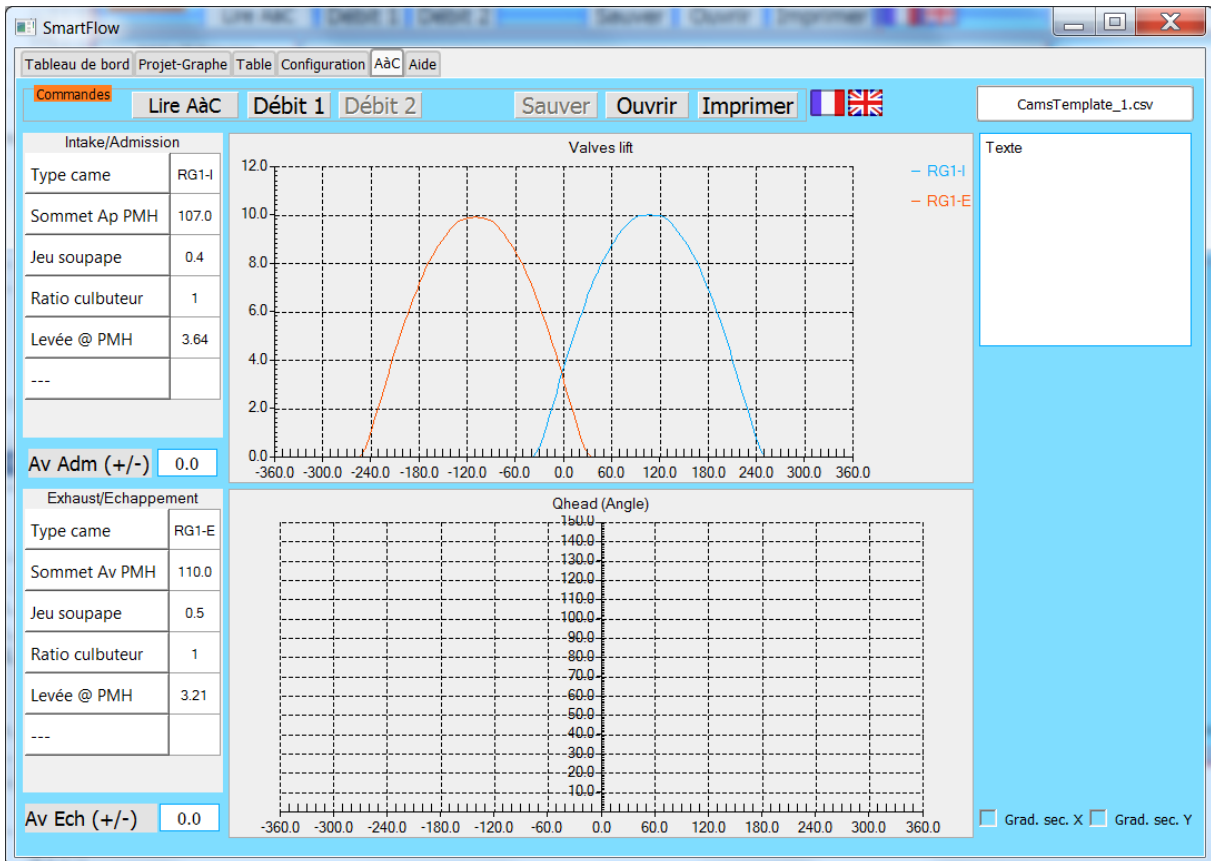 SmartFlow
Tableau de bord Projet-Graphe Table Configuration AàC Aide
Commandes
Lire AàC Débit 1 Débit 2 Sauver Ouvrir Imprimer
CamsTemplate_1.csv
Intake/Admission
Type came RG1-I
Sommet Ap PMH 107.0
Jeu soupape 0.4
Ratio culbuteur 1
Levée @ PMH 3.64
---
Av Adm (+/-) 0.0
Valves lift
RG1-I
RG1-E
12.0
10.0
8.0
6.0
4.0
2.0
0.0
-360.0 -300.0 -240.0 -180.0 -120.0 -60.0 0.0 60.0 120.0 180.0 240.0 300.0 360.0
Texte
Exhaust/Echappement
Type came RG1-E
Sommet Av PMH 110.0
Jeu soupape 0.5
Ratio culbuteur 1
Levée @ PMH 3.21
---
Av Ech (+/-) 0.0
Qhead (Angle)
150.0
140.0
130.0
120.0
110.0
100.0
90.0
80.0
70.0
60.0
50.0
40.0
30.0
20.0
10.0
-360.0 -300.0 -240.0 -180.0 -120.0 -60.0 0.0 60.0 120.0 180.0 240.0 300.0 360.0
Grad. sec. X Grad. sec. Y